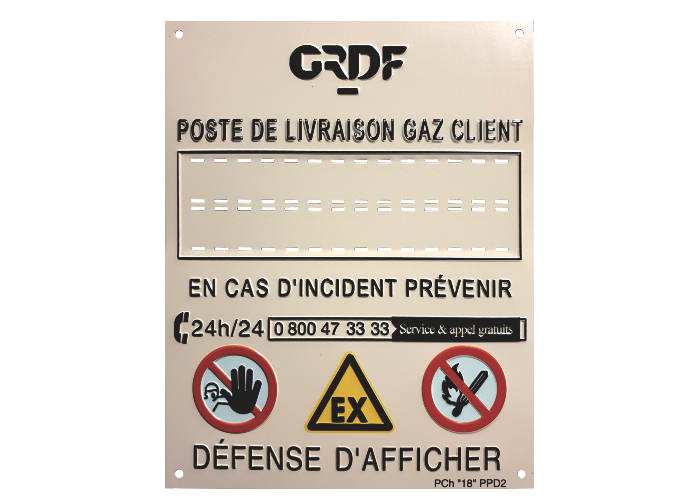 GRDF
POSTE DE LIVRAISON GAZ CLIENT
EN CAS D'INCIDENT PRÉVENIR
24h/24 0 800 47 33 33 Service & appel gratuits
EX
DÉFENSE D'AFFICHER
PCh "18" PPD2